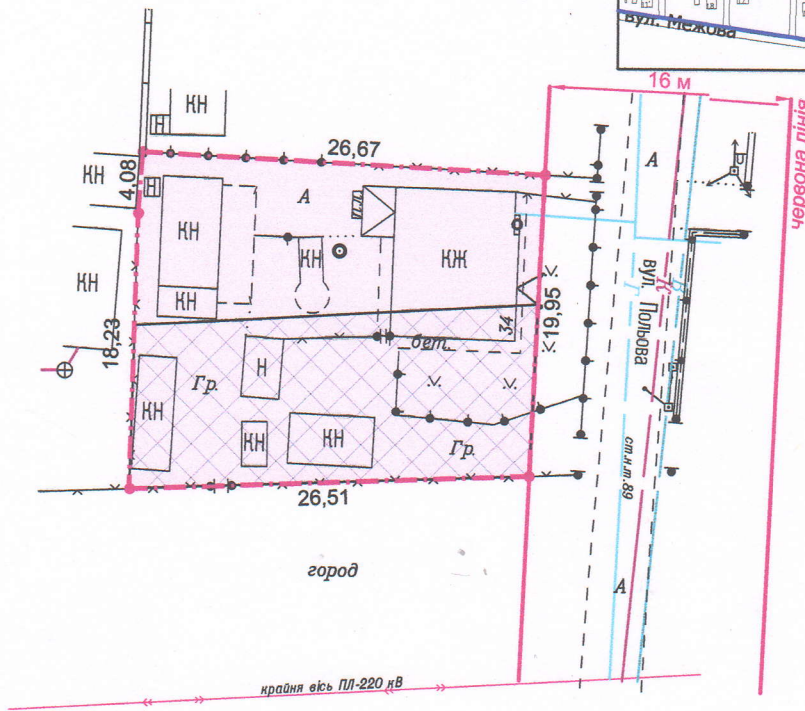 вул. Межова
16 м
червона лінія
КН
Н
26,67
4,08
КН
Н
А
А
пл.
КН
КН
КН
КЖ
КН
В
К
Г
вул. Польова
18,23
34
19,95
бет.
Гр.
Н
КН
КН
КН
Гр.
ст.н.т.89
26,51
А
город
крайня вісь ПЛ-220 кВ